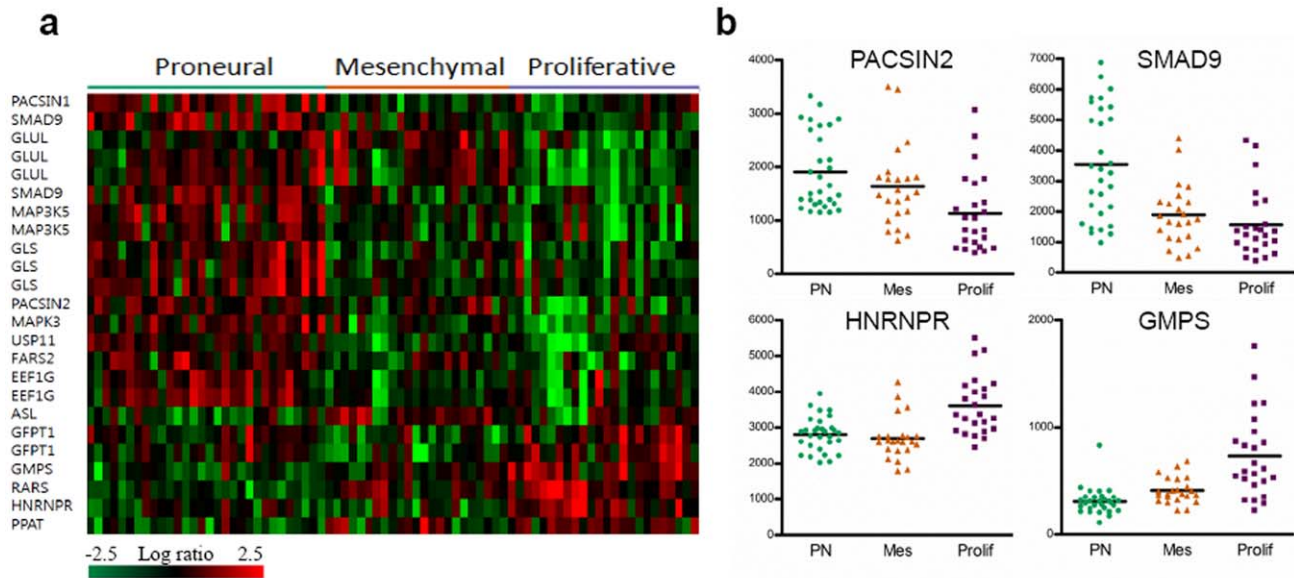 a
Proneural Mesenchymal Proliferative
PACSIN1
SMAD9
GLUL
GLUL
GLUL
SMAD9
MAP3K5
MAP3K5
GLS
GLS
GLS
PACSIN2
MAPK3
USP11
FARS2
EEF1G
EEF1G
ASL
GFPT1
GFPT1
GMPS
RARS
HNRNPR
PPAT
-2.5 Log ratio 2.5
b
PACSIN2
4000
3000
2000
1000
0
PN Mes Prolif
SMAD9
7000
6000
5000
4000
3000
2000
1000
0
PN Mes Prolif
HNRNPR
6000
5000
4000
3000
2000
1000
0
PN Mes Prolif
GMPS
2000
1000
0
PN Mes Prolif